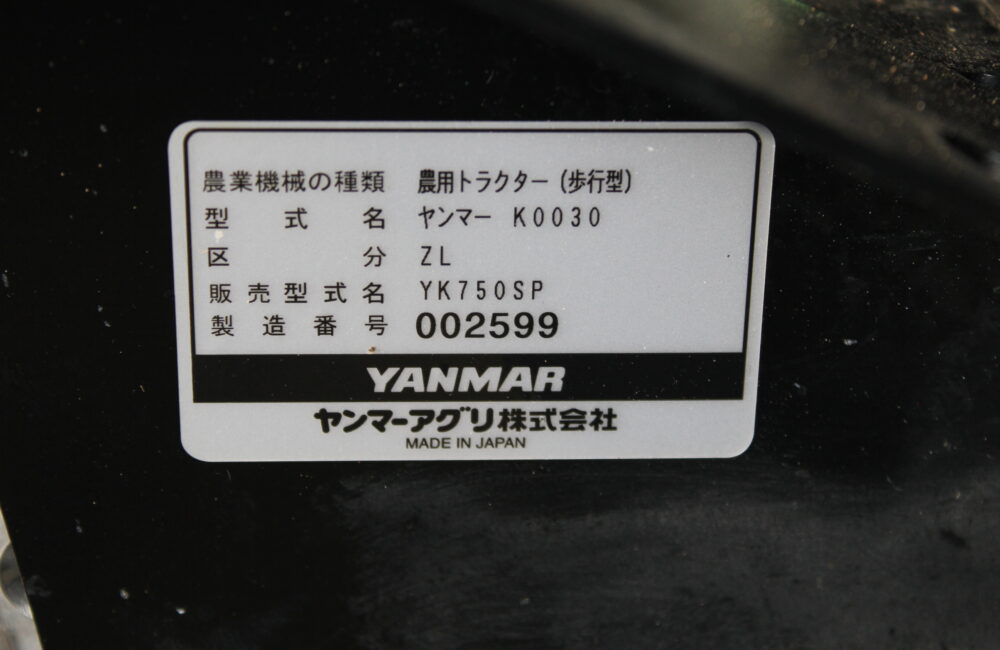 農業機械の種類 農用トラクター(歩行型)
型式名 ヤンマー K0030
区分 ZL
販売型式名 YK750SP
製造番号 002599
YANMAR
ヤンマーアグリ株式会社
MADE IN JAPAN